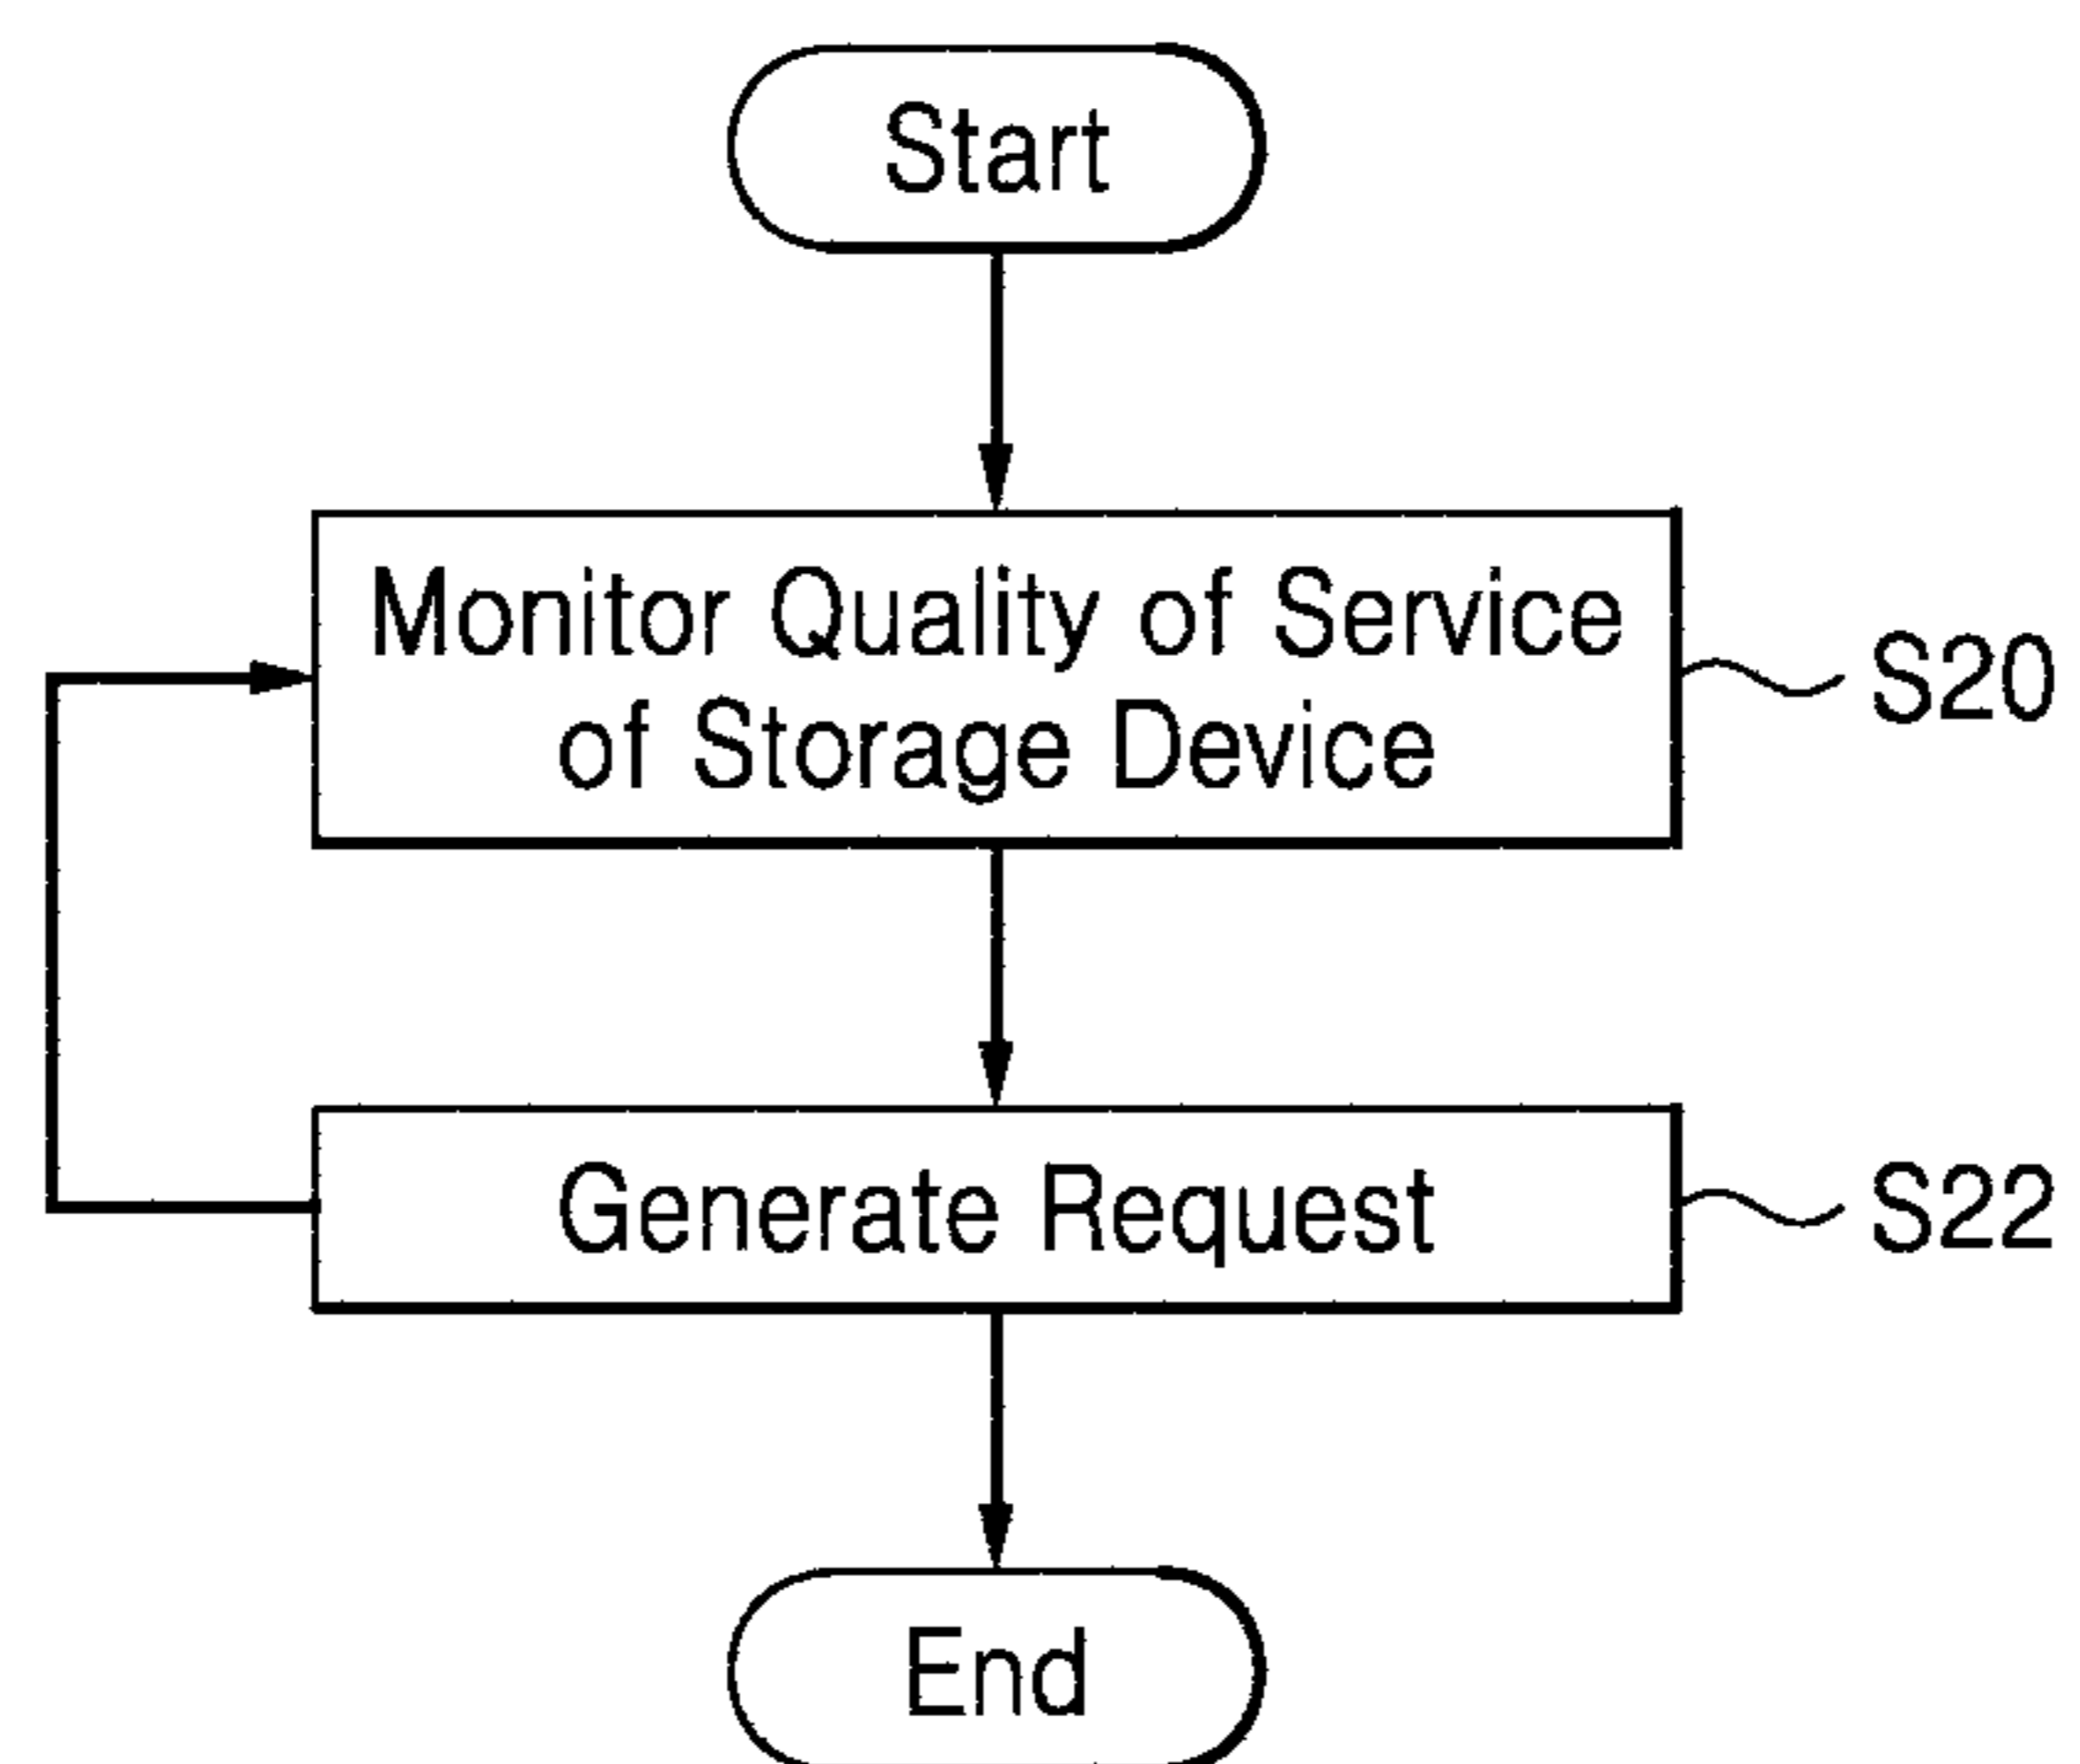 Start
Monitor Quality of Service
of Storage Device
S20
Generate Request
S22
End